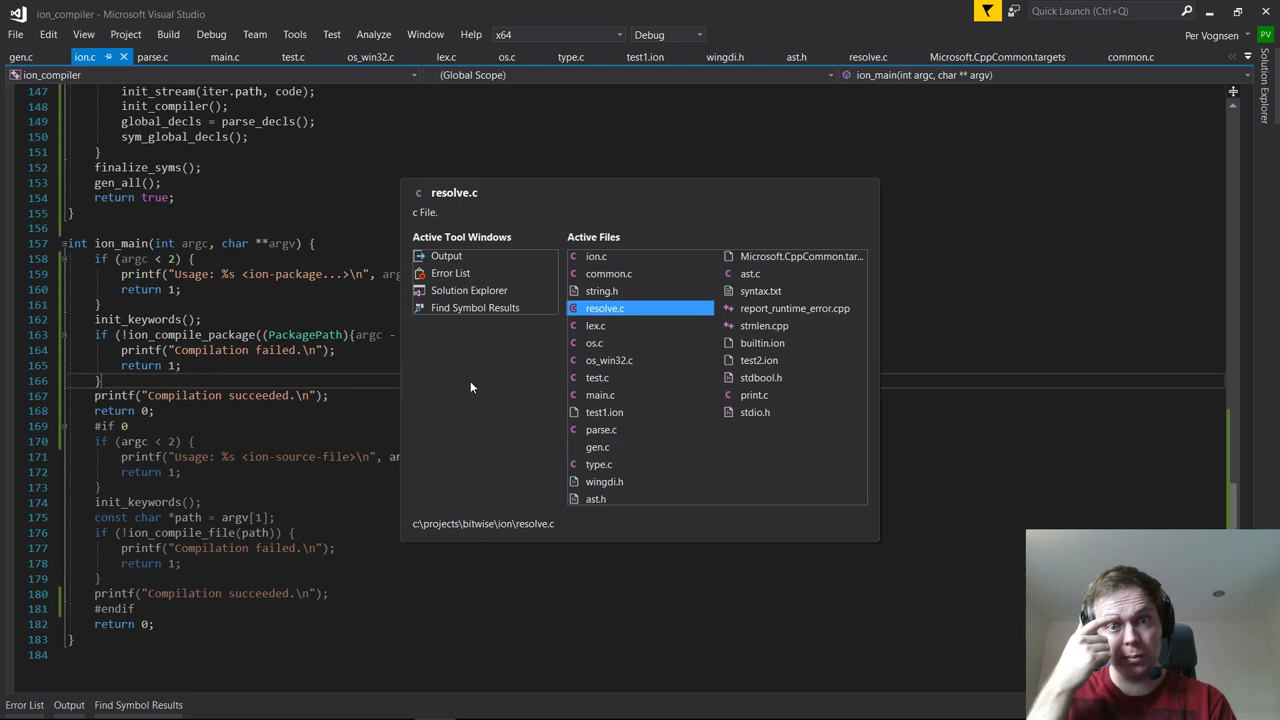 ion_compiler - Microsoft Visual Studio
Quick Launch (Ctrl+Q)
File Edit View Project Build Debug Team Tools Test Analyze Window Help x64 Debug
Per Vognsen PV
gen.c ion.c parse.c main.c test.c os_win32.c lex.c os.c type.c test1.ion wingdi.h ast.h resolve.c Microsoft.CppCommon.targets common.c
Solution Explorer
ion_compiler (Global Scope) ion_main(int argc, char ** argv)
147 init_stream(iter.path, code);
148 init_compiler();
149 global_decls = parse_decls();
150 sym_global_decls();
151 }
152 finalize_syms();
153 gen_all();
154 return true;
155 }
156
157 int ion_main(int argc, char **argv) {
158 if (argc < 2) {
159 printf("Usage: %s <ion-package...>\n",
160 return 1;
161 }
162 init_keywords();
163 if (!ion_compile_package((PackagePath){argc -
164 printf("Compilation failed.\n");
165 return 1;
166 }
167 printf("Compilation succeeded.\n");
168 return 0;
169 #if 0
170 if (argc < 2) {
171 printf("Usage: %s <ion-source-file>\n",
172 return 1;
173 }
174 init_keywords();
175 const char *path = argv[1];
176 if (!ion_compile_file(path)) {
177 printf("Compilation failed.\n");
178 return 1;
179 }
180 printf("Compilation succeeded.\n");
181 #endif
182 return 0;
183 }
184
resolve.c
c File.
Active Tool Windows
Output
Error List
Solution Explorer
Find Symbol Results
Active Files
ion.c
common.c
string.h
resolve.c
lex.c
os.c
os_win32.c
test.c
main.c
test1.ion
parse.c
gen.c
type.c
wingdi.h
ast.h
Microsoft.CppCommon.tar...
ast.c
syntax.txt
report_runtime_error.cpp
strnlen.cpp
builtin.ion
test2.ion
stdbool.h
print.c
stdio.h
c:\projects\bitwise\ion\resolve.c
Error List Output Find Symbol Results